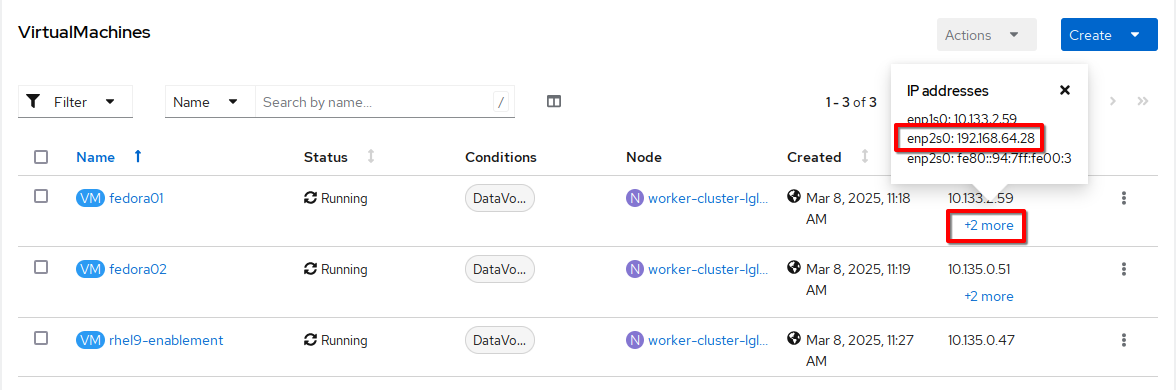 VirtualMachines
Actions
Create
Filter
Name
Search by name...
/
1 - 3 of 3
IP addresses
enp1s0: 10.133.2.59
enp2s0: 192.168.64.28
enp2s0: fe80::94:7ff:fe00:3
Name Status Conditions Node Created
VM fedora01 Running DataVo... N worker-cluster-lgl... Mar 8, 2025, 11:18 AM 10.133.2.59
+2 more
VM fedora02 Running DataVo... N worker-cluster-lgl... Mar 8, 2025, 11:19 AM 10.135.0.51
+2 more
VM rhel9-enablement Running DataVo... N worker-cluster-lgl... Mar 8, 2025, 11:27 AM 10.135.0.47